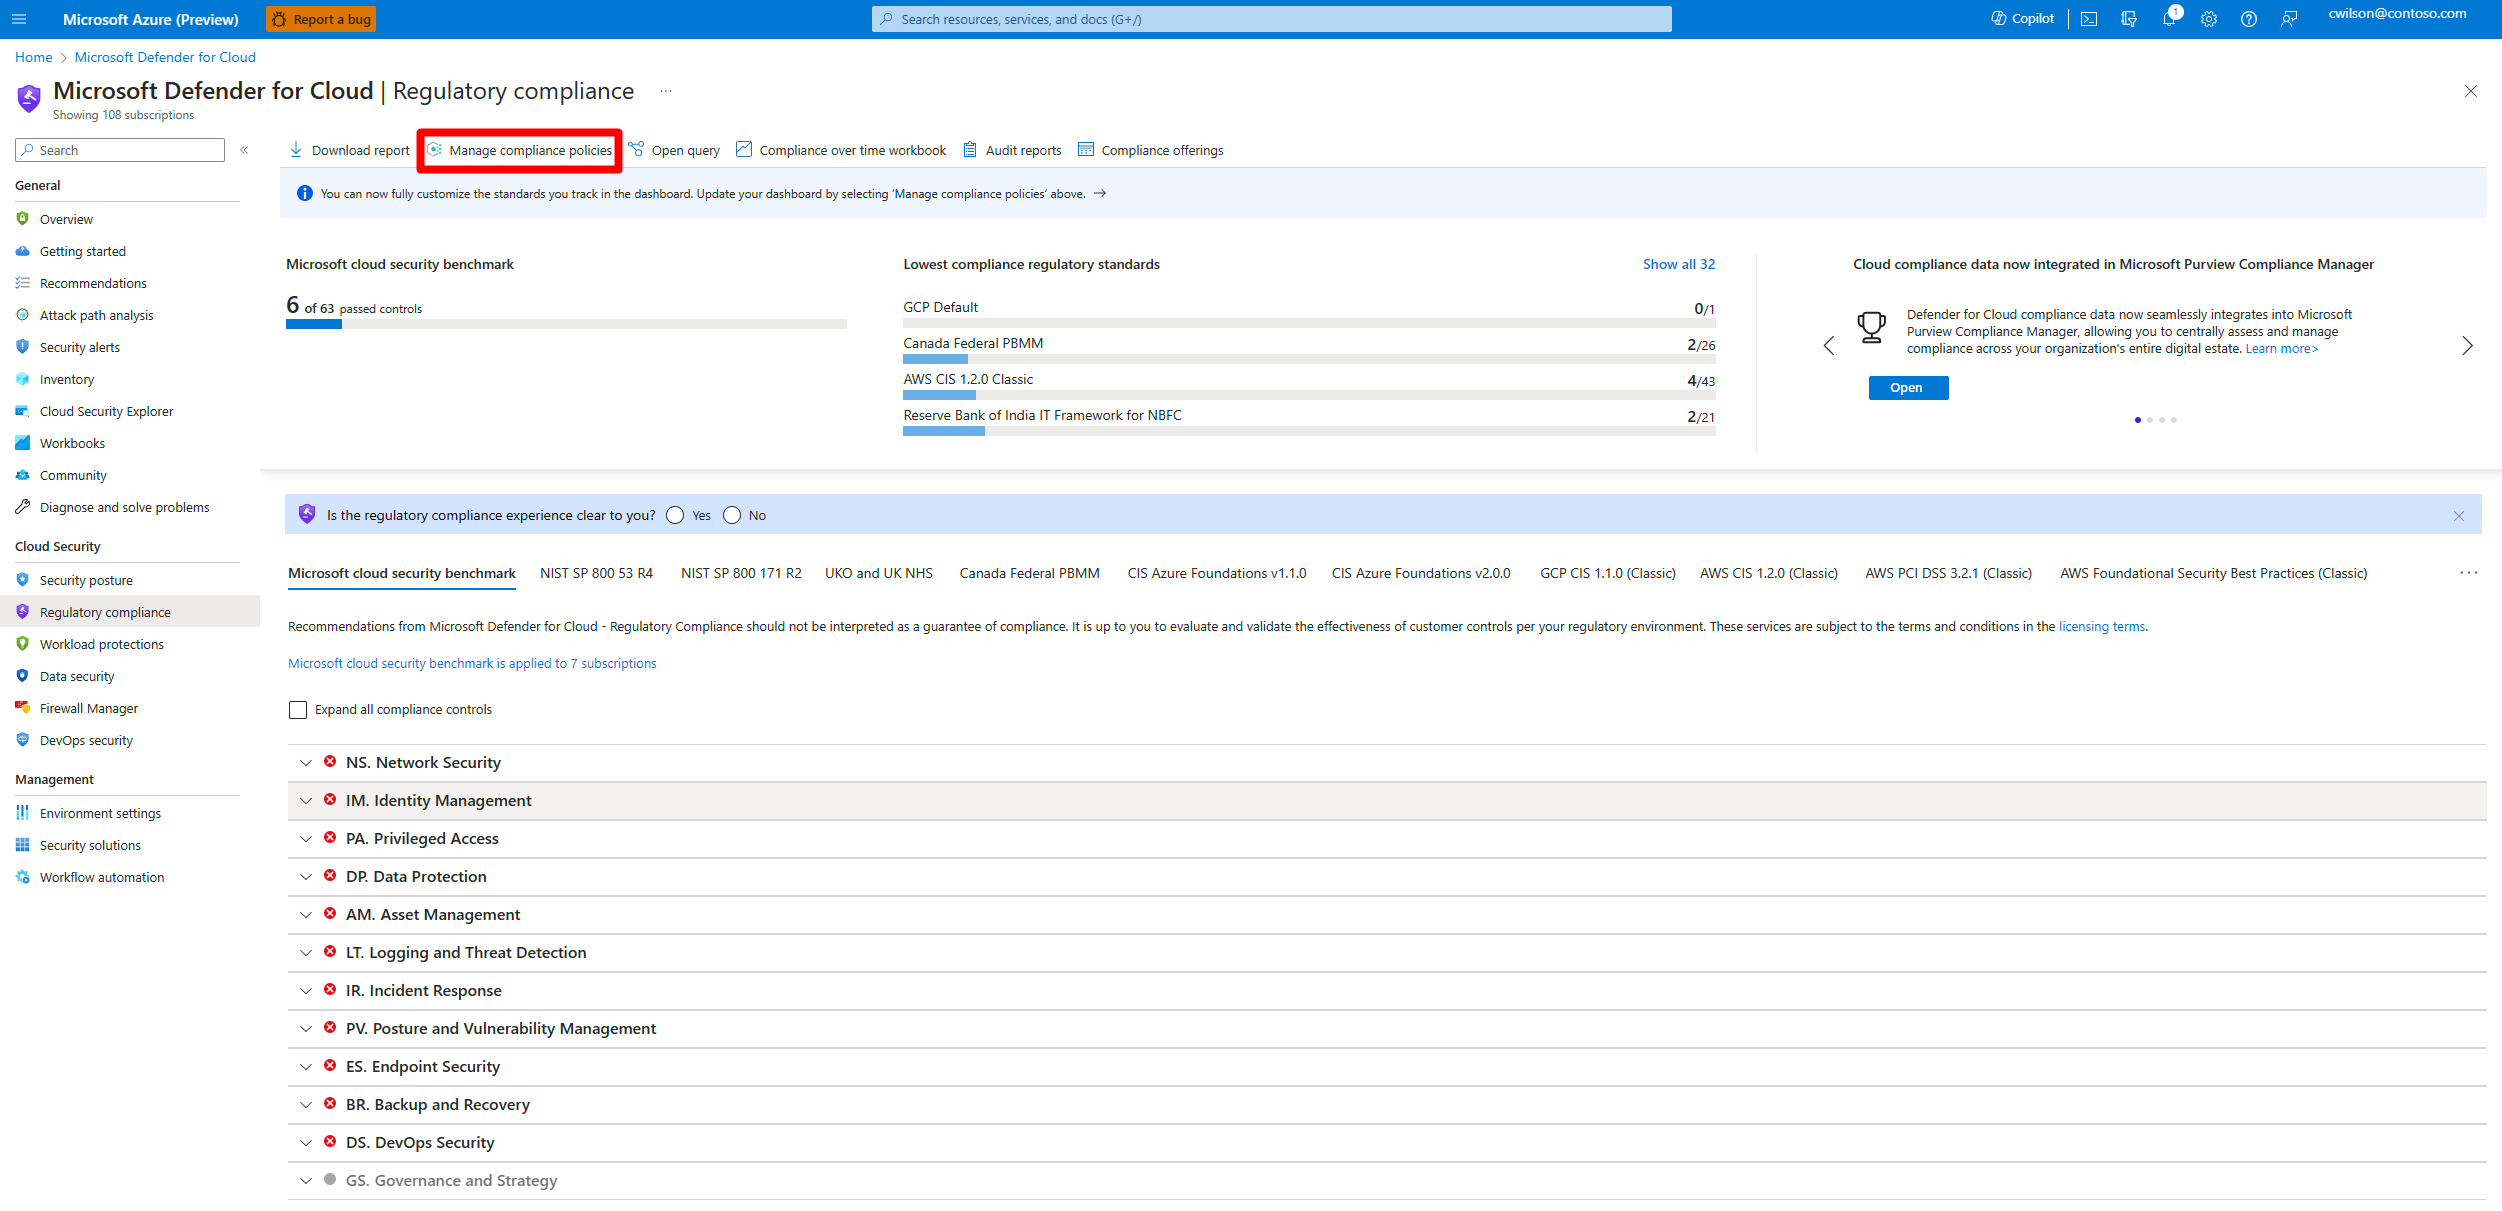 Microsoft Azure (Preview)
Report a bug
Search resources, services, and docs (G+/)
Copilot
1
cwilson@contoso.com
Home > Microsoft Defender for Cloud
Microsoft Defender for Cloud | Regulatory compliance ...
Showing 108 subscriptions
Search
«
Download report
Manage compliance policies
Open query
Compliance over time workbook
Audit reports
Compliance offerings
You can now fully customize the standards you track in the dashboard. Update your dashboard by selecting 'Manage compliance policies' above. →
General
Overview
Getting started
Recommendations
Attack path analysis
Security alerts
Inventory
Cloud Security Explorer
Workbooks
Community
Diagnose and solve problems
Cloud Security
Security posture
Regulatory compliance
Workload protections
Data security
Firewall Manager
DevOps security
Management
Environment settings
Security solutions
Workflow automation
Microsoft cloud security benchmark
6 of 63 passed controls
Lowest compliance regulatory standards
Show all 32
GCP Default 0/1
Canada Federal PBMM 2/26
AWS CIS 1.2.0 Classic 4/43
Reserve Bank of India IT Framework for NBFC 2/21
Cloud compliance data now integrated in Microsoft Purview Compliance Manager
Defender for Cloud compliance data now seamlessly integrates into Microsoft
Purview Compliance Manager, allowing you to centrally assess and manage
compliance across your organization's entire digital estate. Learn more>
Open
Is the regulatory compliance experience clear to you? Yes No
Microsoft cloud security benchmark
NIST SP 800 53 R4
NIST SP 800 171 R2
UKO and UK NHS
Canada Federal PBMM
CIS Azure Foundations v1.1.0
CIS Azure Foundations v2.0.0
GCP CIS 1.1.0 (Classic)
AWS CIS 1.2.0 (Classic)
AWS PCI DSS 3.2.1 (Classic)
AWS Foundational Security Best Practices (Classic)
...
Recommendations from Microsoft Defender for Cloud - Regulatory Compliance should not be interpreted as a guarantee of compliance. It is up to you to evaluate and validate the effectiveness of customer controls per your regulatory environment. These services are subject to the terms and conditions in the licensing terms.
Microsoft cloud security benchmark is applied to 7 subscriptions
Expand all compliance controls
NS. Network Security
IM. Identity Management
PA. Privileged Access
DP. Data Protection
AM. Asset Management
LT. Logging and Threat Detection
IR. Incident Response
PV. Posture and Vulnerability Management
ES. Endpoint Security
BR. Backup and Recovery
DS. DevOps Security
GS. Governance and Strategy